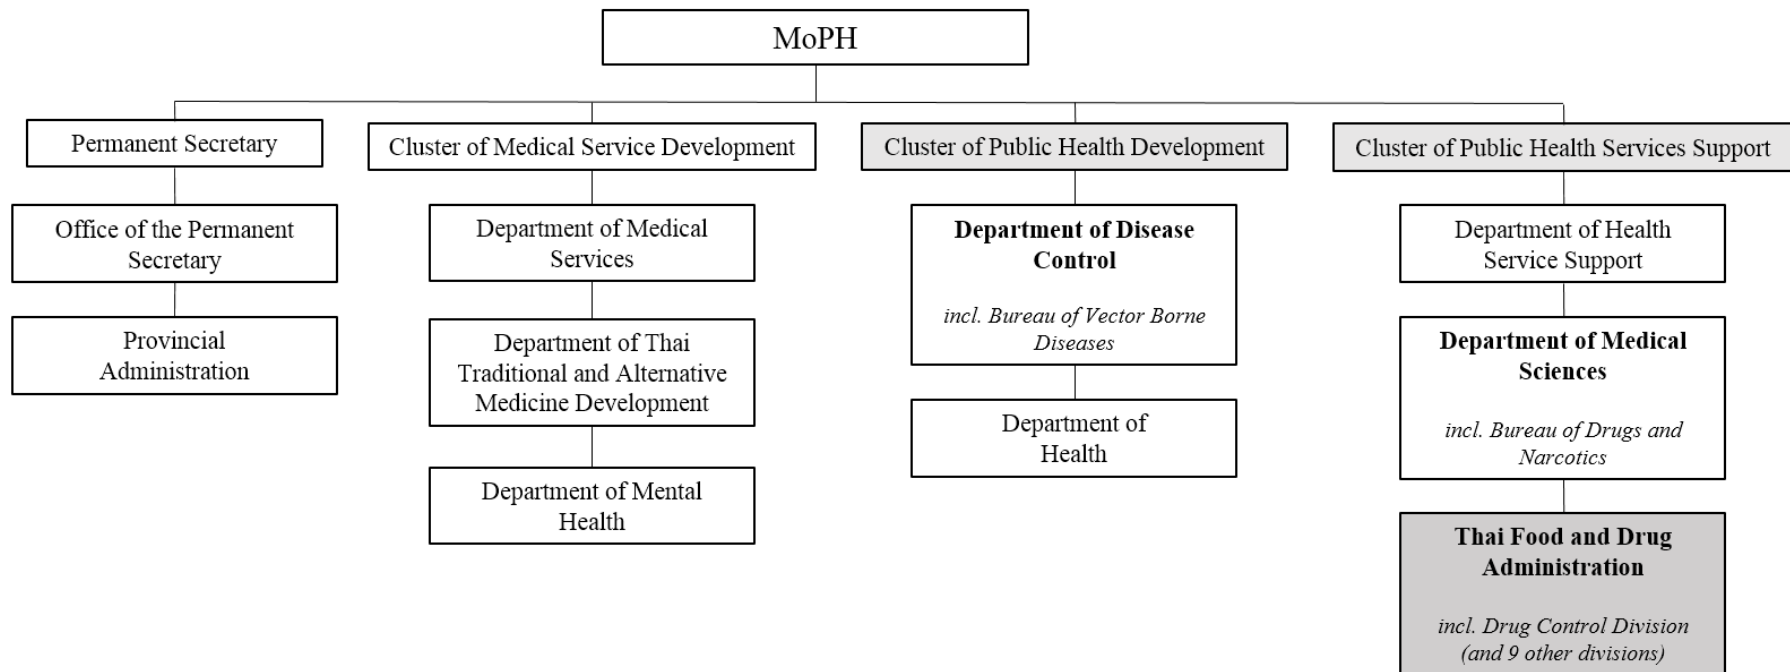 MoPH
Permanent Secretary
Office of the Permanent
Secretary
Provincial
Administration
Cluster of Medical Service Development
Department of Medical
Services
Department of Thai
Traditional and Alternative
Medicine Development
Department of Mental
Health
Cluster of Public Health Development
Department of Disease
Control
incl. Bureau of Vector Borne
Diseases
Department of
Health
Cluster of Public Health Services Support
Department of Health
Service Support
Department of Medical
Sciences
incl. Bureau of Drugs and
Narcotics
Thai Food and Drug
Administration
incl. Drug Control Division
(and 9 other divisions)